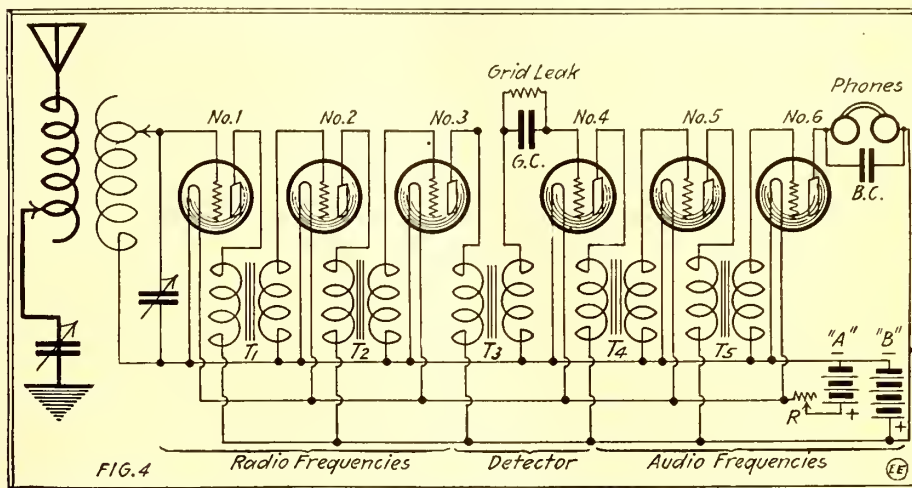 Grid Leak
Phones
No.1 No.2 No.3 No.4 No.5 No.6
G.C.
B.C.
"A" "B"
T1 T2 T3 T4 T5
R
- -
+ +
FIG.4 Radio Frequencies Detector Audio Frequencies EE